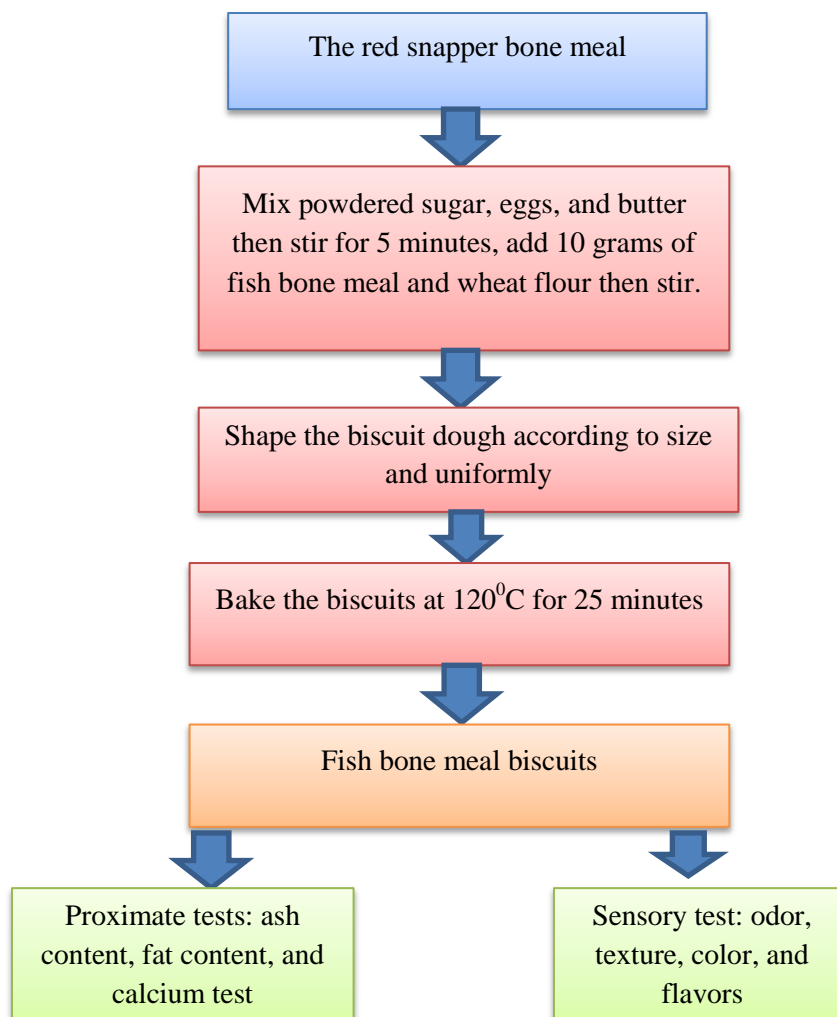 The red snapper bone meal
Mix powdered sugar, eggs, and butter
then stir for 5 minutes, add 10 grams of
fish bone meal and wheat flour then stir.
Shape the biscuit dough according to size
and uniformly
Bake the biscuits at 120⁰C for 25 minutes
Fish bone meal biscuits
Proximate tests: ash
content, fat content, and
calcium test
Sensory test: odor,
texture, color, and
flavors